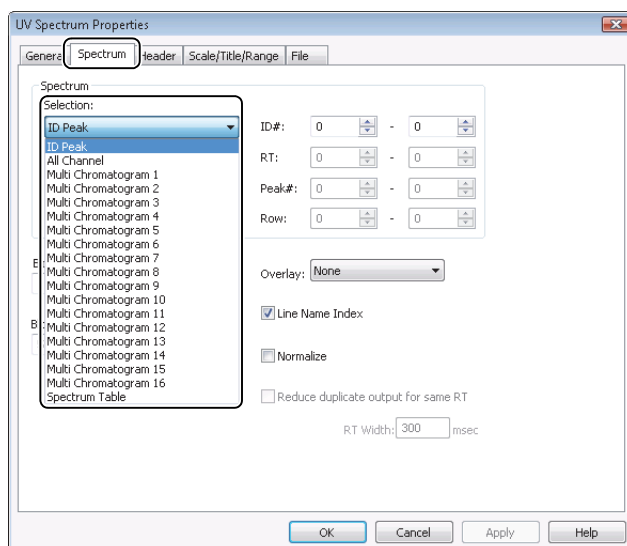 UV Spectrum Properties
General Spectrum Header Scale/Title/Range File
Spectrum
Selection:
ID Peak
ID Peak
All Channel
Multi Chromatogram 1
Multi Chromatogram 2
Multi Chromatogram 3
Multi Chromatogram 4
Multi Chromatogram 5
Multi Chromatogram 6
Multi Chromatogram 7
Multi Chromatogram 8
Multi Chromatogram 9
Multi Chromatogram 10
Multi Chromatogram 11
Multi Chromatogram 12
Multi Chromatogram 13
Multi Chromatogram 14
Multi Chromatogram 15
Multi Chromatogram 16
Spectrum Table
ID#: 0 - 0
RT: 0 - 0
Peak#: 0 - 0
Row: 0 - 0
Overlay: None
Line Name Index
Normalize
Reduce duplicate output for same RT
RT Width: 300 msec
OK Cancel Apply Help